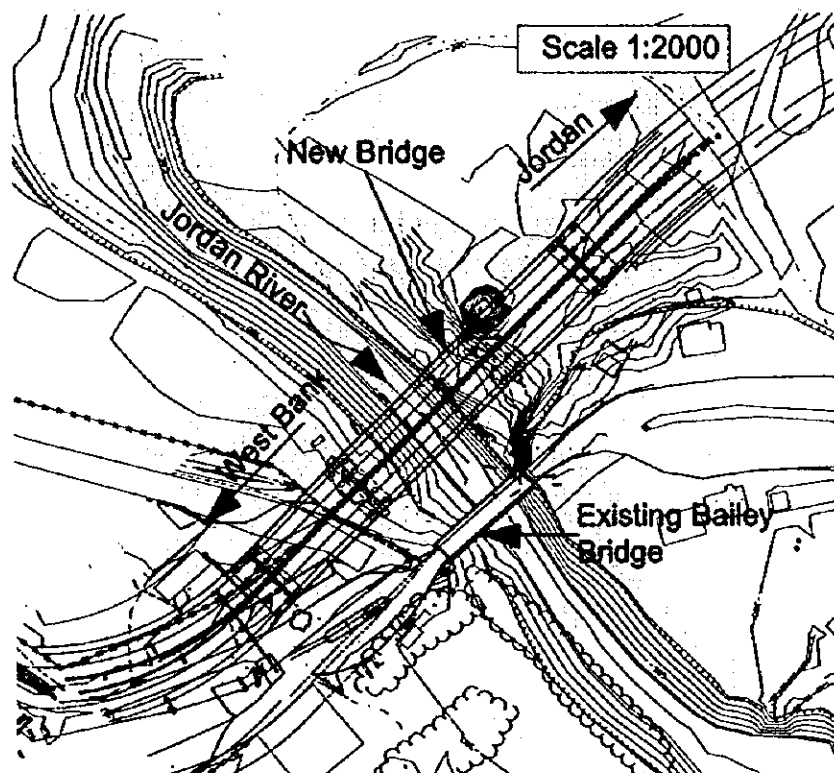 Scale 1:2000
Jordan
New Bridge
Jordan River
West Bank
Existing Bailey
Bridge